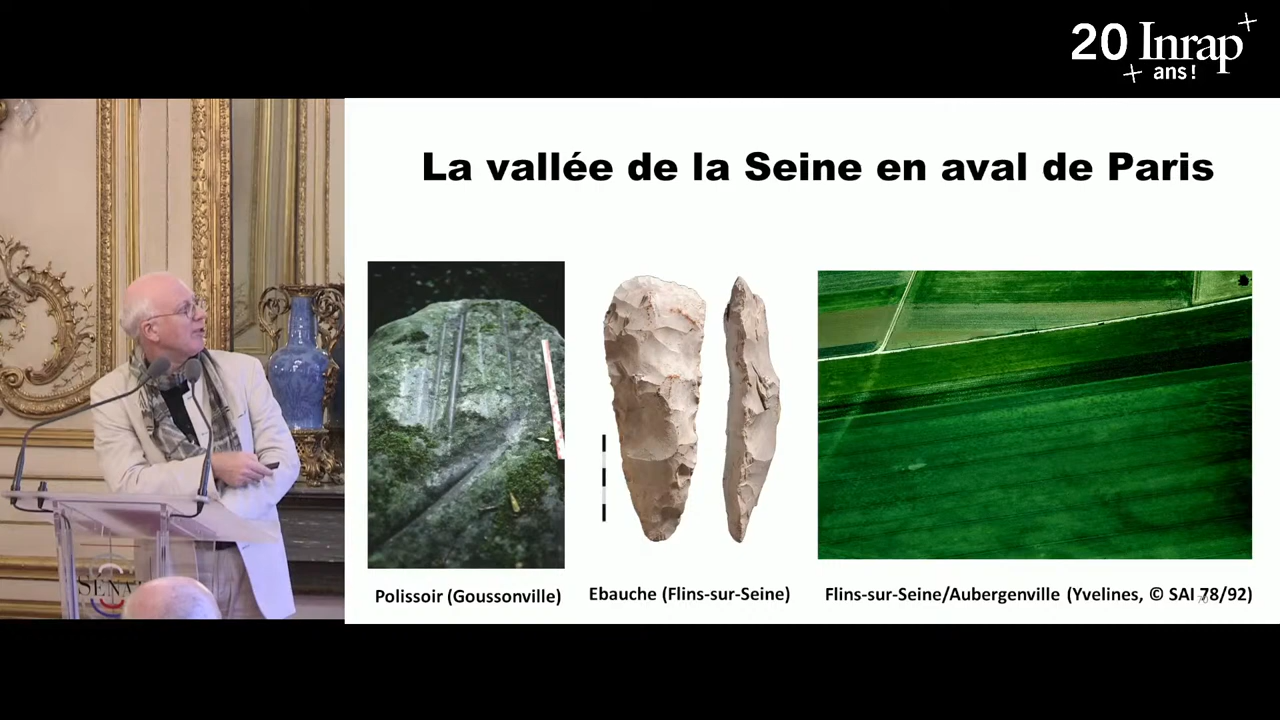 20 Inrap
ans!
La vallée de la Seine en aval de Paris
Polissoir (Goussonville)
Ebauche (Flins-sur-Seine)
Flins-sur-Seine/Aubergenville (Yvelines, © SAI 78/92)